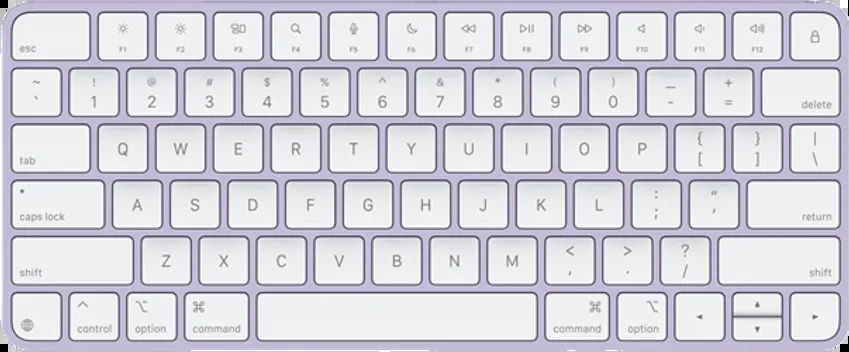 esc F1 F2 F3 F4 F5 F6 F7 F8 F9 F10 F11 F12
~ ! @ # $ % ^ & * ( ) — +
` 1 2 3 4 5 6 7 8 9 0 - = delete
tab Q W E R T Y U I O P { [ } ] | \
caps lock A S D F G H J K L : ; " ' return
shift Z X C V B N M < , > . ? / shift
^ control ⌥ option ⌘ command ⌘ command ⌥ option ◄ ▲ ▼ ►